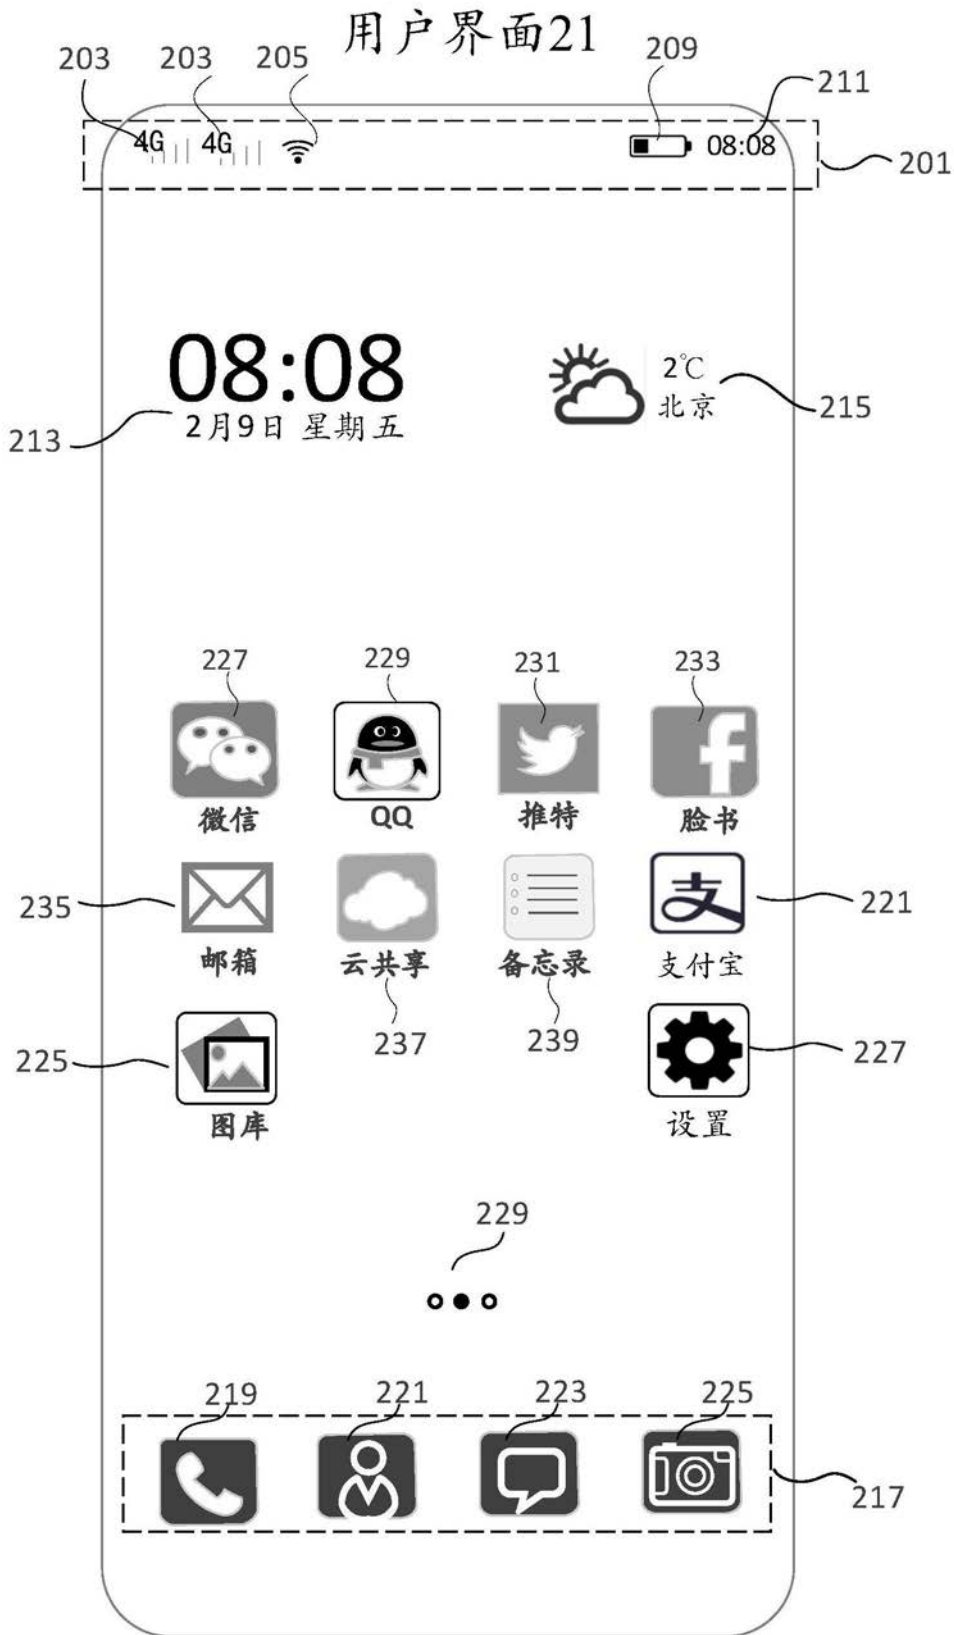 用户界面21
203 203 205 209
211
4G 4G 08:08
201
08:08
2℃
北京
215
2月9日 星期五
213
227 229 231 233
微信 QQ 推特 脸书
235 支 221
邮箱 云共享 备忘录 支付宝
237 239
225 227
图库 设置
229
219 221 223 225
217